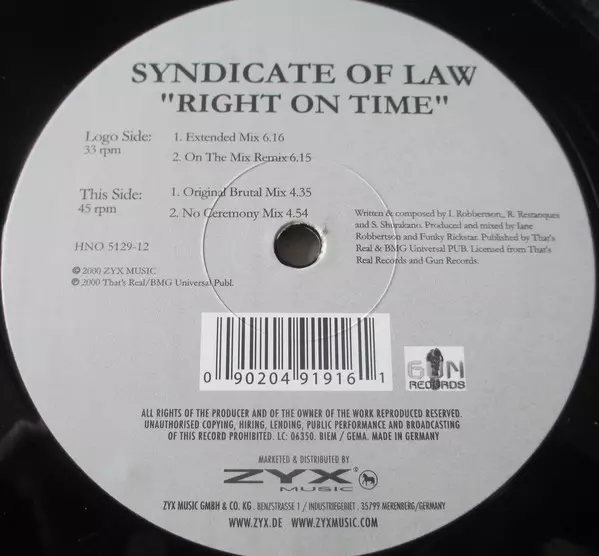 SYNDICATE OF LAW
"RIGHT ON TIME"
Logo Side: 1. Extended Mix 6.16
33 rpm
2. On The Mix Remix 6.15
This Side: 1. Original Brutal Mix 4.35
45 rpm
2. No Ceremony Mix 4.54
HNO 5129-12
© 2000 ZYX MUSIC
℗ 2000 That's Real/BMG Universal Publ.
Written & composed by I. Robbertson,, R. Restanques
and S. Shurakano. Produced and mixed by Iane
Robbertson and Funky Rickstar. Published by That's
Real & BMG Universal PUB. Licensed from That's
Real Records and Gun Records.
0 90204 91916 1
GUN
RECORDS
ALL RIGHTS OF THE PRODUCER AND OF THE OWNER OF THE WORK REPRODUCED RESERVED.
UNAUTHORISED COPYING, HIRING, LENDING, PUBLIC PERFORMANCE AND BROADCASTING
OF THIS RECORD PROHIBITED. LC: 06350. BIEM / GEMA. MADE IN GERMANY
MARKETED & DISTRIBUTED BY
ZYX®
MUSIC
ZYX MUSIC GMBH & CO. KG . BENZSTRASSE 1 / INDUSTRIEGEBIET . 35799 MERENBERG/GERMANY
WWW.ZYX.DE WWW.ZYXMUSIC.COM